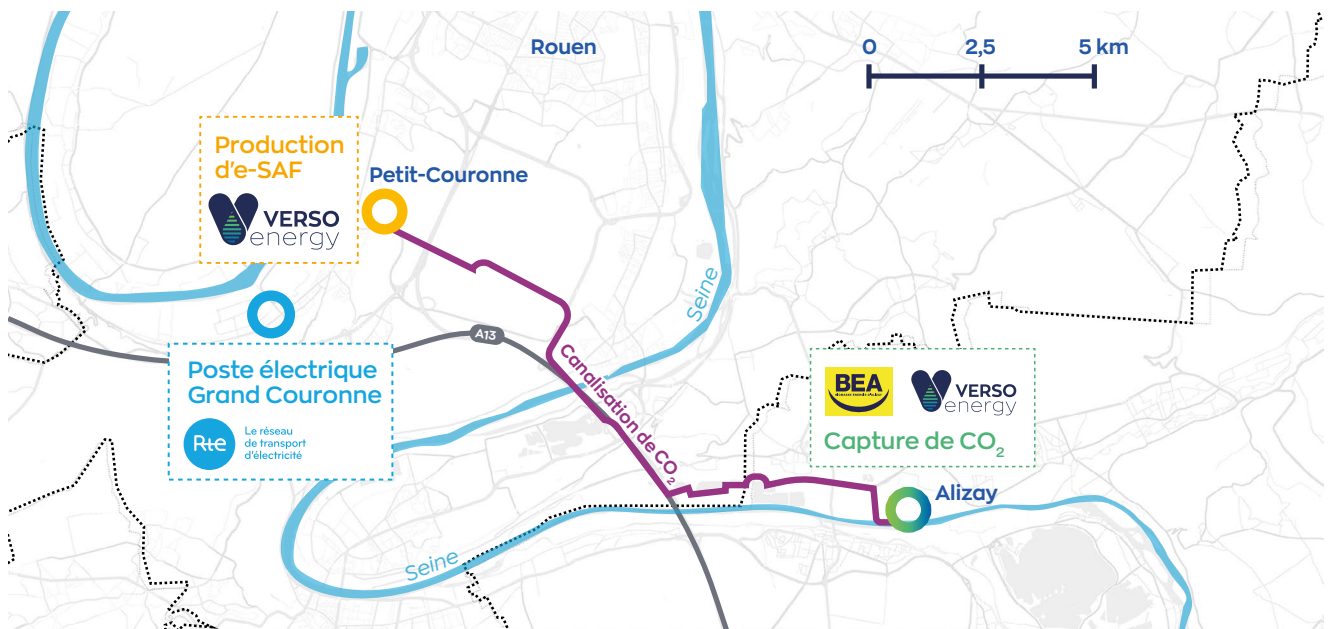 Rouen
0 2,5 5 km
Production
d'e-SAF
VERSO
energy
Petit-Couronne
Seine
A13
Poste électrique
Grand Couronne
Rte
Le réseau
de transport
d'électricité
Canalisation de CO₂
BEA
VERSO
energy
Capture de CO₂
Alizay
Seine